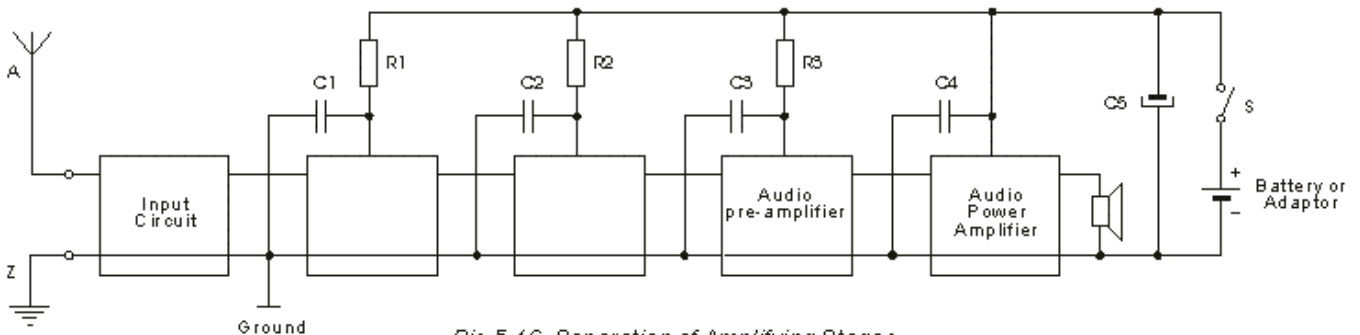 A
R1
R2
R3
C1
C2
C3
C4
C5
S
Input
Circuit
Audio
pre-amplifier
Audio
Power
Amplifier
+
Battery or
Adaptor
-
Z
Ground